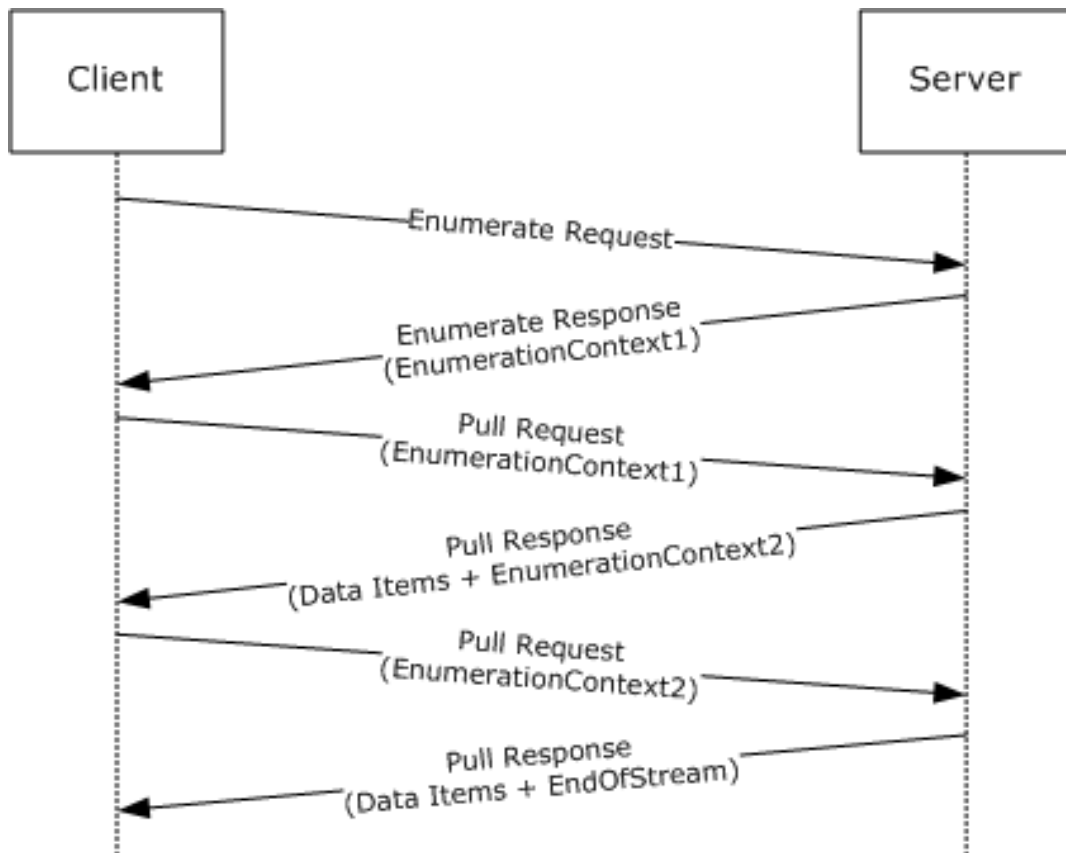 Client
Server
Enumerate Request
Enumerate Response
(EnumerationContext1)
Pull Request
(EnumerationContext1)
Pull Response
(Data Items + EnumerationContext2)
Pull Request
(EnumerationContext2)
Pull Response
(Data Items + EndOfStream)